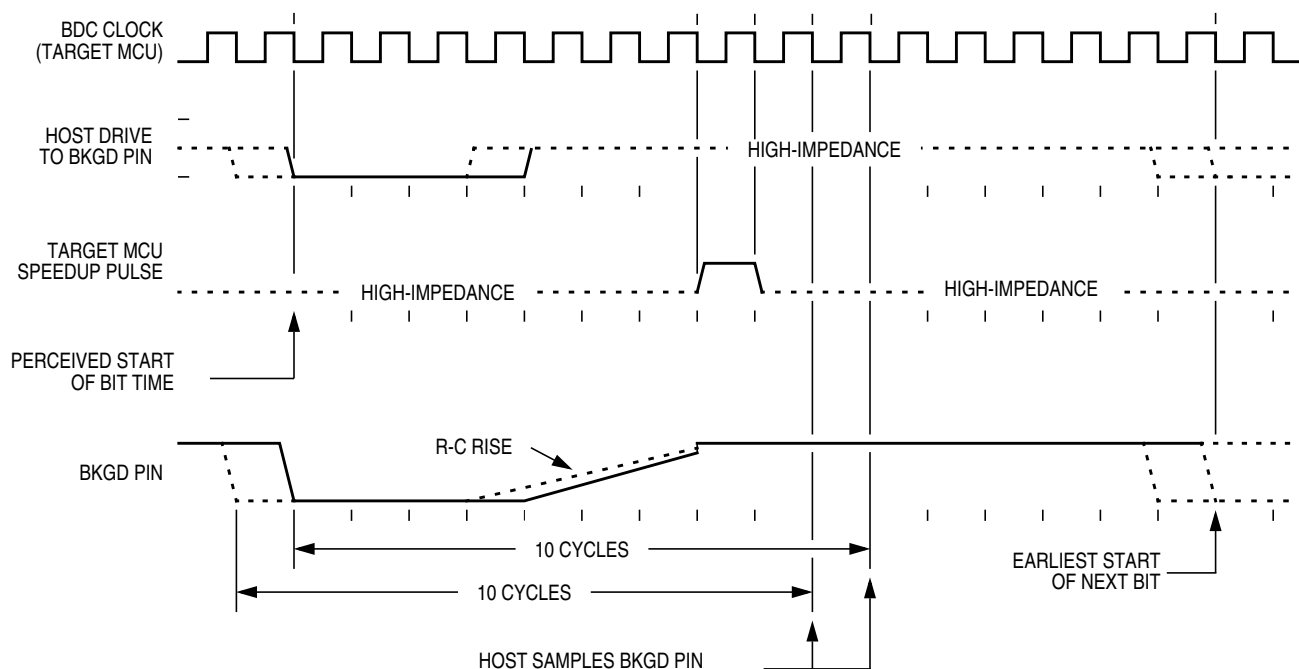 BDC CLOCK
(TARGET MCU)
HOST DRIVE
TO BKGD PIN
HIGH-IMPEDANCE
TARGET MCU
SPEEDUP PULSE
HIGH-IMPEDANCE
HIGH-IMPEDANCE
PERCEIVED START
OF BIT TIME
R-C RISE
BKGD PIN
10 CYCLES
EARLIEST START
OF NEXT BIT
10 CYCLES
HOST SAMPLES BKGD PIN